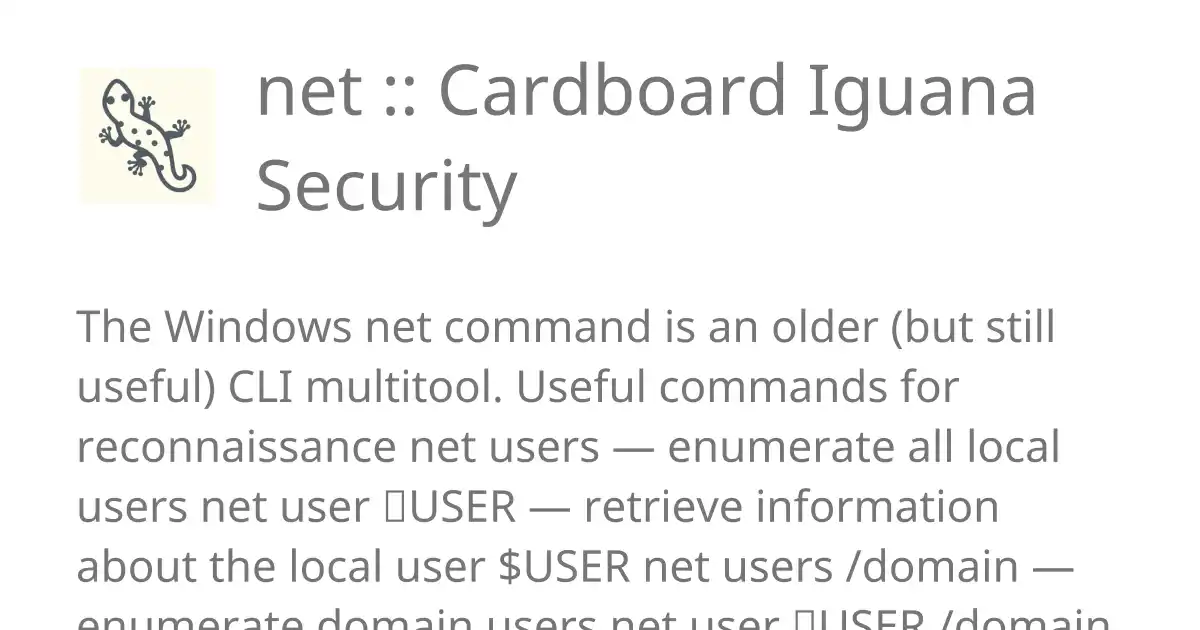 net :: Cardboard Iguana
Security
The Windows net command is an older (but still
useful) CLI multitool. Useful commands for
reconnaissance net users — enumerate all local
users net user ▯USER — retrieve information
about the local user $USER net users /domain —
enumerate domain users net user ▯USER /domain